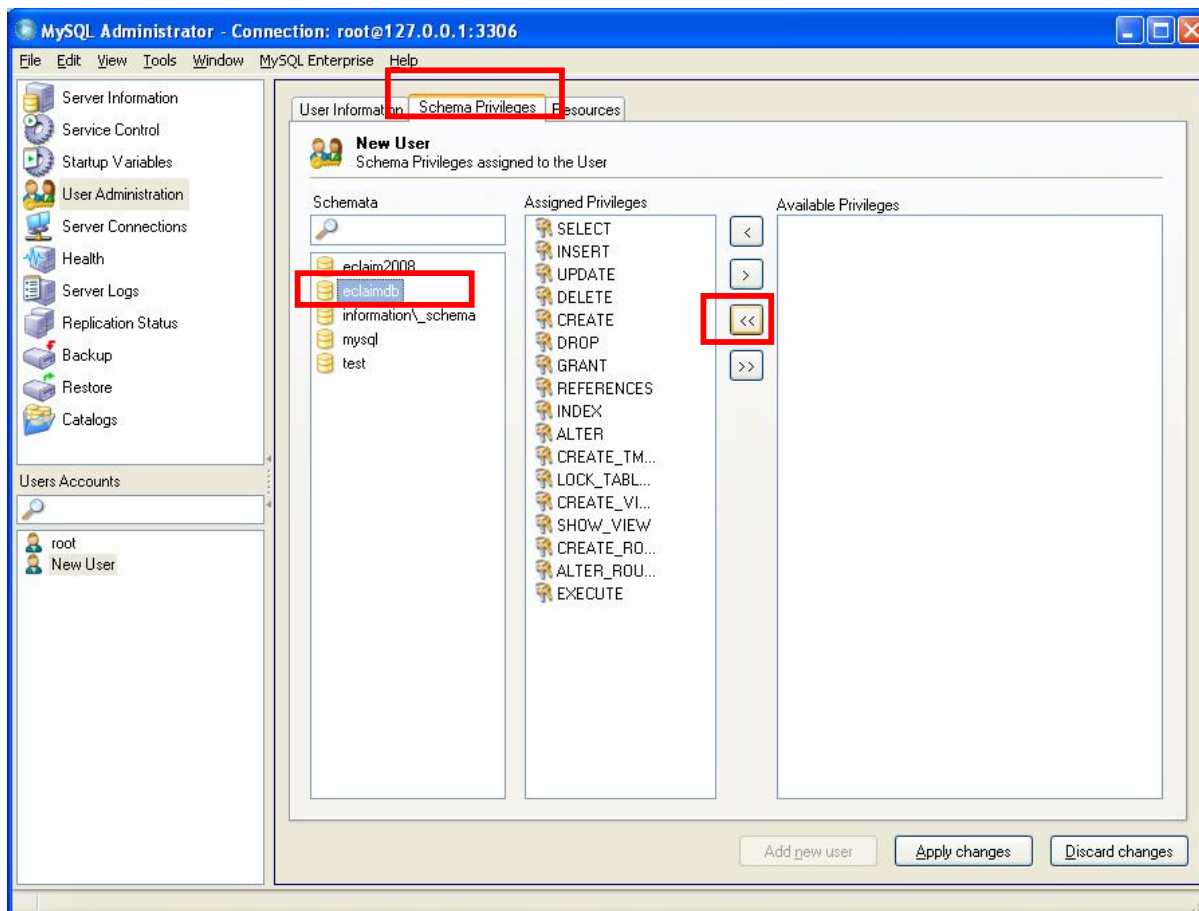 MySQL Administrator - Connection: root@127.0.0.1:3306
File Edit View Tools Window MySQL Enterprise Help
Server Information
Service Control
Startup Variables
User Administration
Server Connections
Health
Server Logs
Replication Status
Backup
Restore
Catalogs
Users Accounts
root
New User
User Information Schema Privileges Resources
New User
Schema Privileges assigned to the User
Schemata
eclaim2008
eclaimdb
information\_schema
mysql
test
Assigned Privileges
SELECT
INSERT
UPDATE
DELETE
CREATE
DROP
GRANT
REFERENCES
INDEX
ALTER
CREATE_TM...
LOCK_TABL...
CREATE_VI...
SHOW_VIEW
CREATE_RO...
ALTER_ROU...
EXECUTE
<
>
<<
>>
Available Privileges
Add new user Apply changes Discard changes